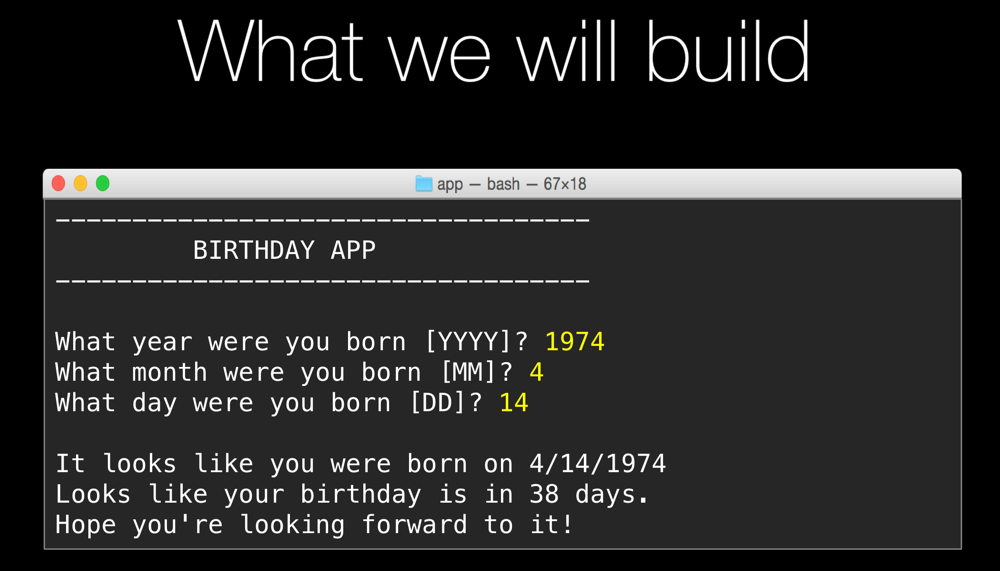 What we will build
app — bash — 67×18
-----------------------------------
BIRTHDAY APP
-----------------------------------
What year were you born [YYYY]? 1974
What month were you born [MM]? 4
What day were you born [DD]? 14
It looks like you were born on 4/14/1974
Looks like your birthday is in 38 days.
Hope you're looking forward to it!